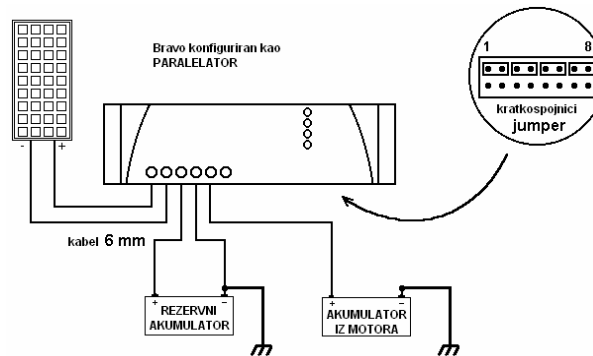 Bravo konfiguriran kao
PARALELATOR
1 8
kratkospojnici
jumper
- +
kabel 6 mm
+ -
REZERVNI
AKUMULATOR
+ -
AKUMULATOR
IZ MOTORA